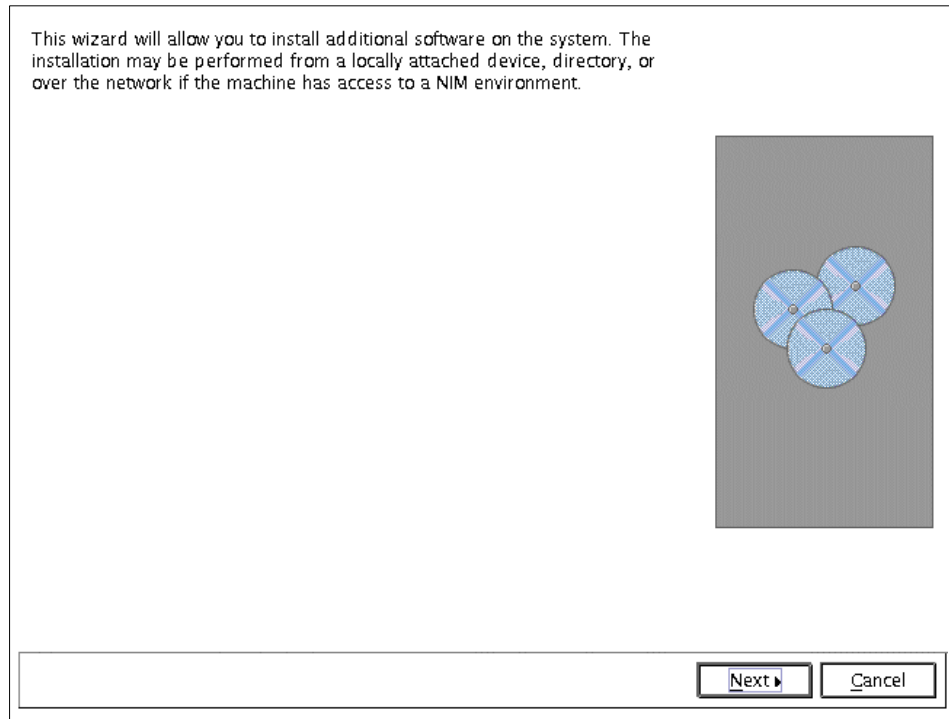 This wizard will allow you to install additional software on the system. The
installation may be performed from a locally attached device, directory, or
over the network if the machine has access to a NIM environment.
Next
Cancel